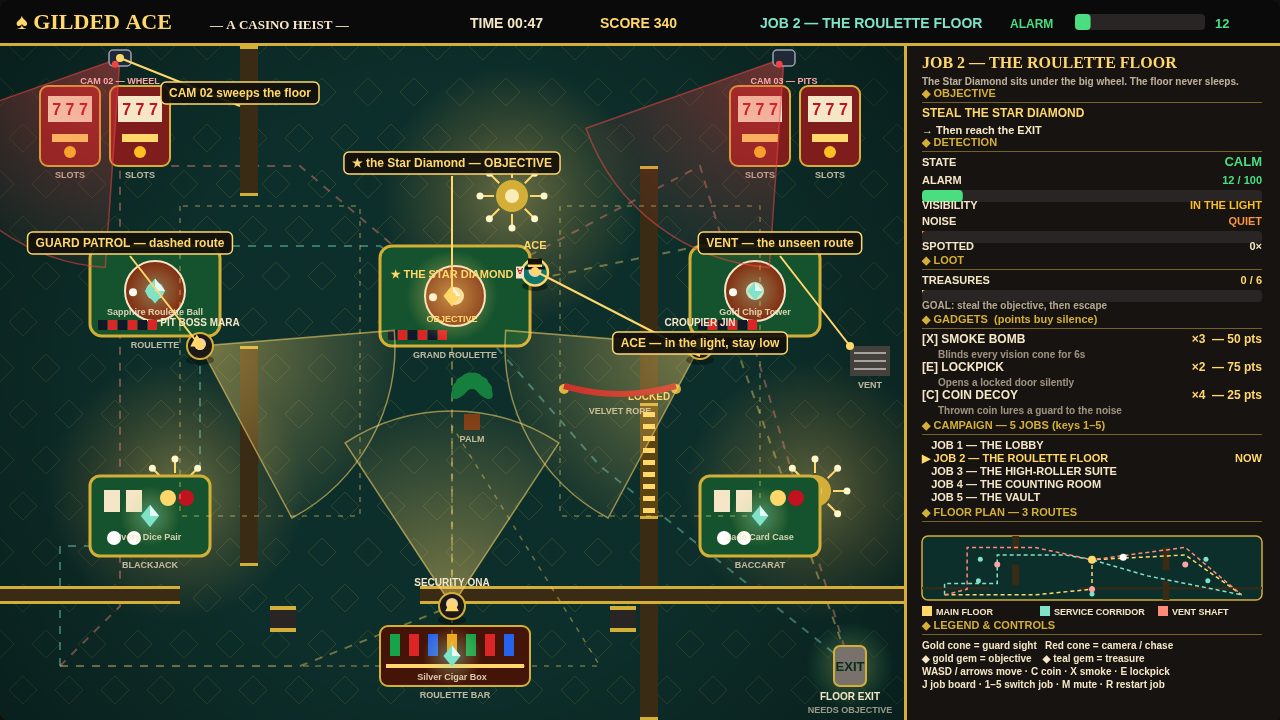 ♠ GILDED ACE
— A CASINO HEIST —
TIME 00:47
SCORE 340
JOB 2 — THE ROULETTE FLOOR
ALARM
12
CAM 02 — WHEEL
CAM 02 sweeps the floor
CAM 03 — PITS
777
777
777
777
SLOTS
SLOTS
SLOTS
SLOTS
★ the Star Diamond — OBJECTIVE
GUARD PATROL — dashed route
ACE
VENT — the unseen route
★ THE STAR DIAMOND
Sapphire Roulette Ball
OBJECTIVE
Gold Chip Tower
PIT BOSS MARA
CROUPIER JIN
ROULETTE
GRAND ROULETTE
ACE — in the light, stay low
VENT
LOCKED
VELVET ROPE
PALM
Dice Pair
Card Case
BLACKJACK
BACCARAT
SECURITY ONA
Silver Cigar Box
ROULETTE BAR
EXIT
FLOOR EXIT
NEEDS OBJECTIVE
JOB 2 — THE ROULETTE FLOOR
The Star Diamond sits under the big wheel. The floor never sleeps.
◆ OBJECTIVE
STEAL THE STAR DIAMOND
→ Then reach the EXIT
◆ DETECTION
STATE CALM
ALARM 12 / 100
VISIBILITY IN THE LIGHT
NOISE QUIET
SPOTTED 0×
◆ LOOT
TREASURES 0 / 6
GOAL: steal the objective, then escape
◆ GADGETS (points buy silence)
[X] SMOKE BOMB ×3 — 50 pts
Blinds every vision cone for 6s
[E] LOCKPICK ×2 — 75 pts
Opens a locked door silently
[C] COIN DECOY ×4 — 25 pts
Thrown coin lures a guard to the noise
◆ CAMPAIGN — 5 JOBS (keys 1–5)
JOB 1 — THE LOBBY
▶ JOB 2 — THE ROULETTE FLOOR NOW
JOB 3 — THE HIGH-ROLLER SUITE
JOB 4 — THE COUNTING ROOM
JOB 5 — THE VAULT
◆ FLOOR PLAN — 3 ROUTES
MAIN FLOOR SERVICE CORRIDOR VENT SHAFT
◆ LEGEND & CONTROLS
Gold cone = guard sight Red cone = camera / chase
◆ gold gem = objective ◆ teal gem = treasure
WASD / arrows move · C coin · X smoke · E lockpick
J job board · 1–5 switch job · M mute · R restart job